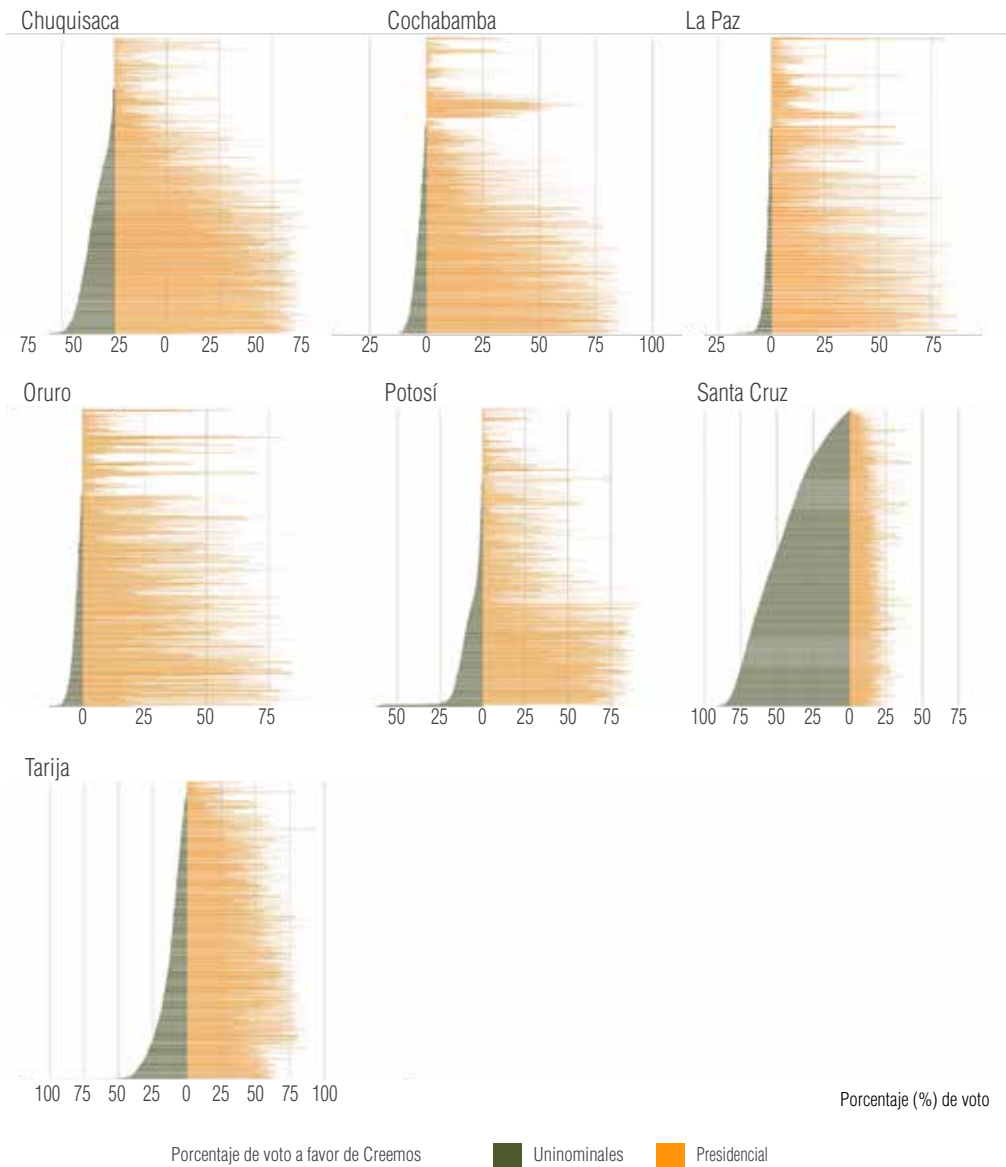 Chuquisaca Cochabamba La Paz
75 50 25 0 25 50 75 25 0 25 50 75 100 25 0 25 50 75
Oruro Potosí Santa Cruz
0 25 50 75 50 25 0 25 50 75 100 75 50 25 0 25 50 75
Tarija
100 75 50 25 0 25 50 75 100
Porcentaje (%) de voto
Porcentaje de voto a favor de Creemos Uninominales Presidencial